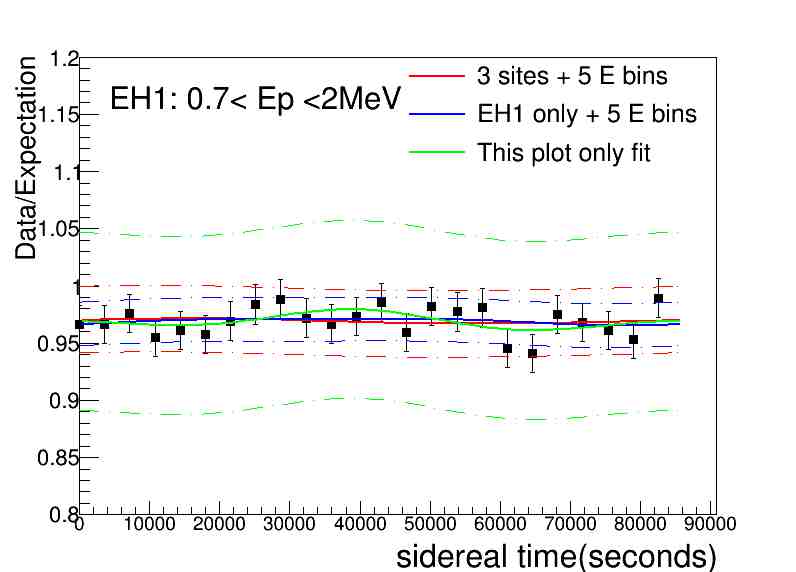 EH1: 0.7< Ep <2MeV
3 sites + 5 E bins
EH1 only + 5 E bins
This plot only fit
Data/Expectation
1.2
1.15
1.1
1.05
1
0.95
0.9
0.85
0.8
0 10000 20000 30000 40000 50000 60000 70000 80000 90000
sidereal time(seconds)